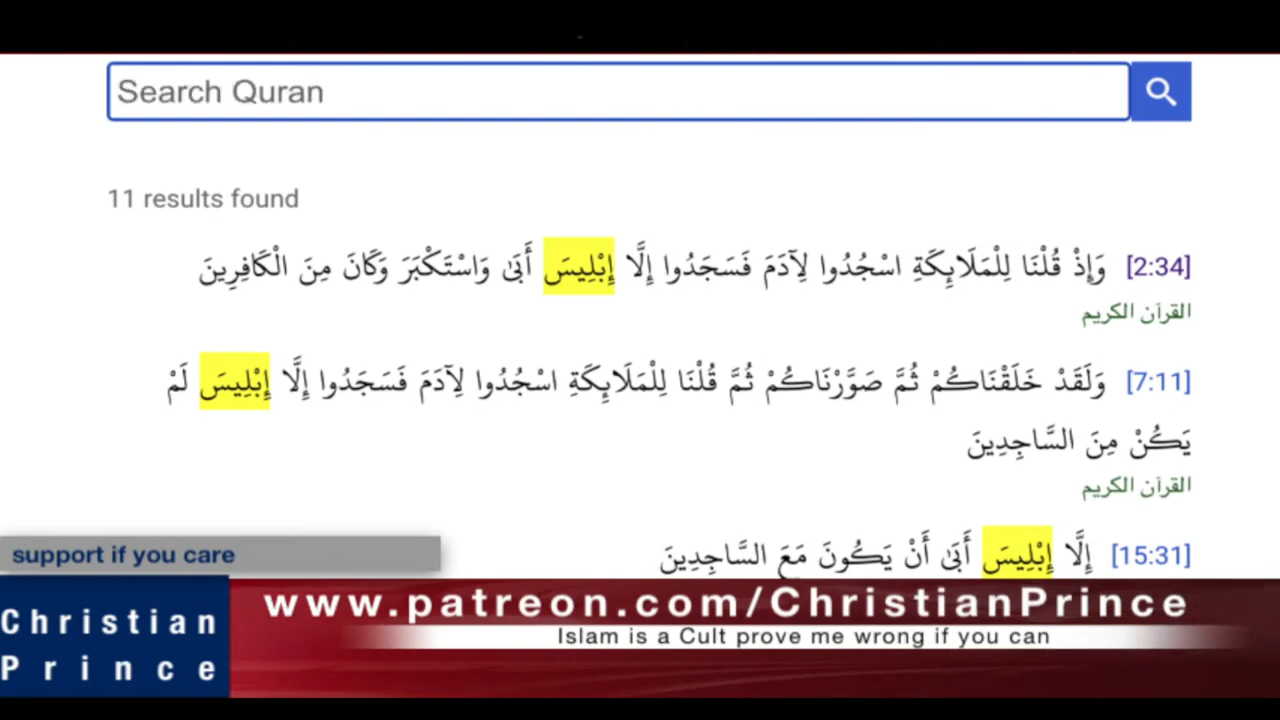 Search Quran
11 results found
[2:34] وَإِذْ قُلْنَا لِلْمَلَائِكَةِ اسْجُدُوا لِآدَمَ فَسَجَدُوا إِلَّا إِبْلِيسَ أَبَىٰ وَاسْتَكْبَرَ وَكَانَ مِنَ الْكَافِرِينَ
القرآن الكريم
[7:11] وَلَقَدْ خَلَقْنَاكُمْ ثُمَّ صَوَّرْنَاكُمْ ثُمَّ قُلْنَا لِلْمَلَائِكَةِ اسْجُدُوا لِآدَمَ فَسَجَدُوا إِلَّا إِبْلِيسَ لَمْ
يَكُنْ مِنَ السَّاجِدِينَ
القرآن الكريم
[15:31] إِلَّا إِبْلِيسَ أَبَىٰ أَنْ يَكُونَ مَعَ السَّاجِدِينَ
support if you care
Christian
Prince
www.patreon.com/ChristianPrince
Islam is a Cult prove me wrong if you can